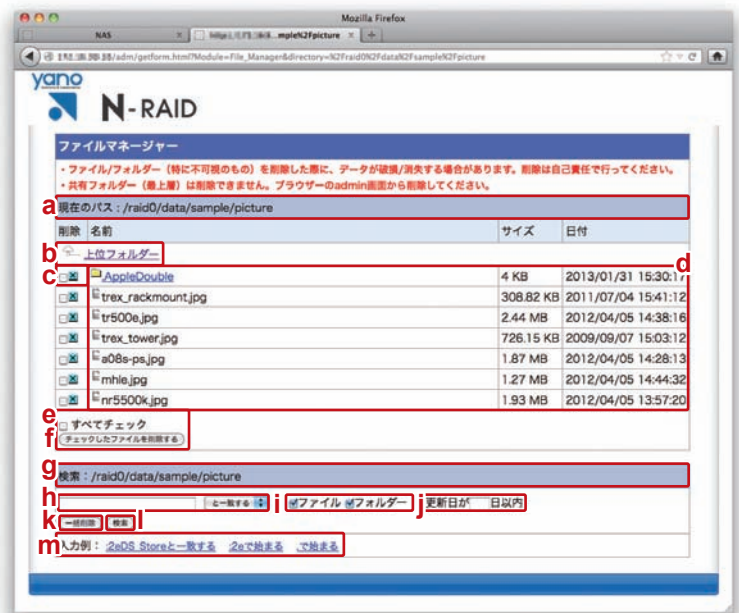 Mozilla Firefox
NAS
mple%2Fpicture
/adm/getform.html?Module=File_Manager&directory=%2Fraid0%2Fdata%2Fsample%2Fpicture
yano
N-RAID
ファイルマネージャー
・ファイル/フォルダー（特に不可視のもの）を削除した際に、データが破損/消失する場合があります。削除は自己責任で行ってください。
・共有フォルダー（最上層）は削除できません。ブラウザーのadmin画面から削除してください。
a 現在のパス：/raid0/data/sample/picture
削除 名前 サイズ 日付
b 上位フォルダー d
c .AppleDouble 4 KB 2013/01/31 15:30:17
trex_rackmount.jpg 308.82 KB 2011/07/04 15:41:12
tr500e.jpg 2.44 MB 2012/04/05 14:38:16
trex_tower.jpg 726.15 KB 2009/09/07 15:03:12
a08s-ps.jpg 1.87 MB 2012/04/05 14:28:13
mhle.jpg 1.27 MB 2012/04/05 14:44:32
nr5500k.jpg 1.93 MB 2012/04/05 13:57:20
e すべてチェック
f チェックしたファイルを削除する
g 検索：/raid0/data/sample/picture
h と一致する i ファイル フォルダー j 更新日が 日以内
k 一括削除 検索 l
m 入力例： :2eDS_Storeと一致する :2eで始まる .で始まる